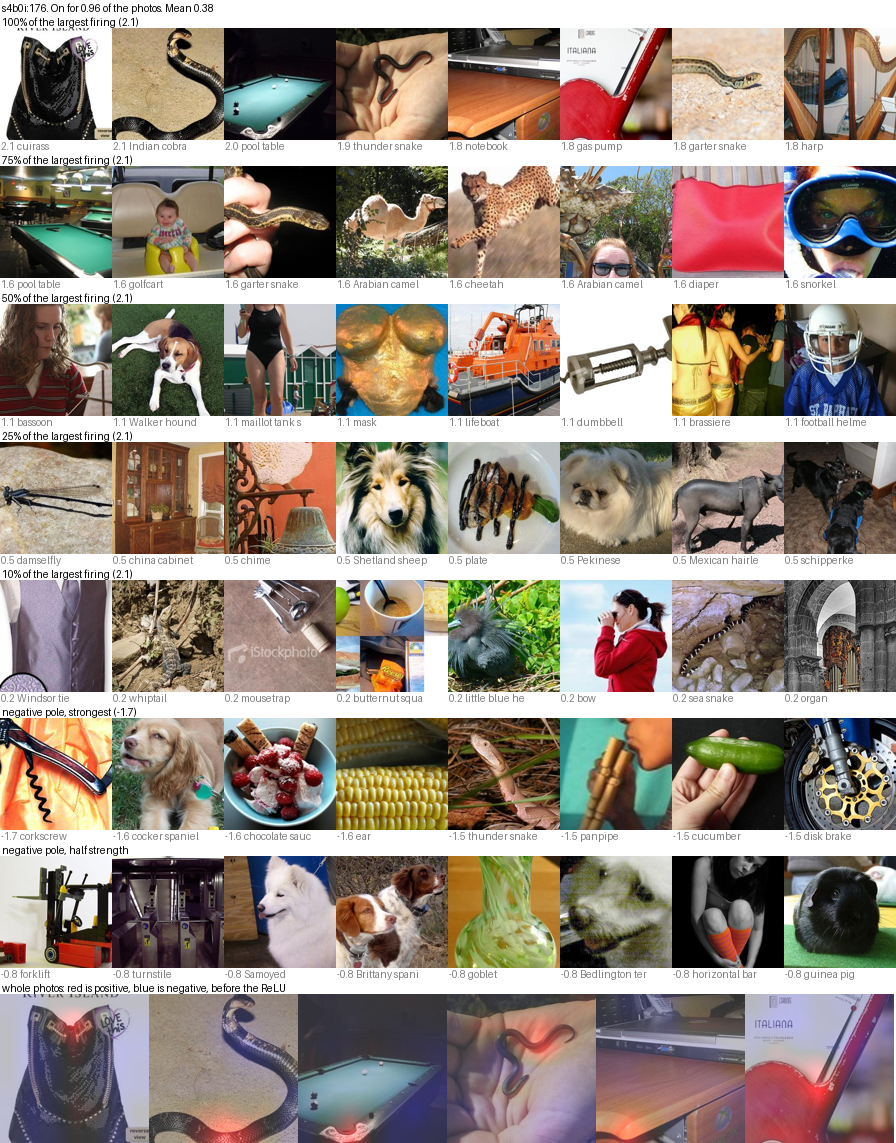 s4b0i:176. On for 0.96 of the photos. Mean 0.38
100% of the largest firing (2.1)
RIVER ISLAND
LOVE this
reverse view
ITALIANA
2.1 cuirass
2.1 Indian cobra
2.0 pool table
1.9 thunder snake
1.8 notebook
1.8 gas pump
1.8 garter snake
1.8 harp
75% of the largest firing (2.1)
1.6 pool table
1.6 golfcart
1.6 garter snake
1.6 Arabian camel
1.6 cheetah
1.6 Arabian camel
1.6 diaper
1.6 snorkel
50% of the largest firing (2.1)
1.1 bassoon
1.1 Walker hound
1.1 maillot tank s
1.1 mask
1.1 lifeboat
1.1 dumbbell
1.1 brassiere
1.1 football helme
25% of the largest firing (2.1)
0.5 damselfly
0.5 china cabinet
0.5 chime
0.5 Shetland sheep
0.5 plate
0.5 Pekinese
0.5 Mexican hairle
0.5 schipperke
10% of the largest firing (2.1)
iStockphoto
0.2 Windsor tie
0.2 whiptail
0.2 mousetrap
0.2 butternut squa
0.2 little blue he
0.2 bow
0.2 sea snake
0.2 organ
negative pole, strongest (-1.7)
-1.7 corkscrew
-1.6 cocker spaniel
-1.6 chocolate sauc
-1.6 ear
-1.5 thunder snake
-1.5 panpipe
-1.5 cucumber
-1.5 disk brake
negative pole, half strength
-0.8 forklift
-0.8 turnstile
-0.8 Samoyed
-0.8 Brittany spani
-0.8 goblet
-0.8 Bedlington ter
-0.8 horizontal bar
-0.8 guinea pig
whole photos: red is positive, blue is negative, before the ReLU
RIVER ISLAND
LOVE this
reverse view
ITALIANA